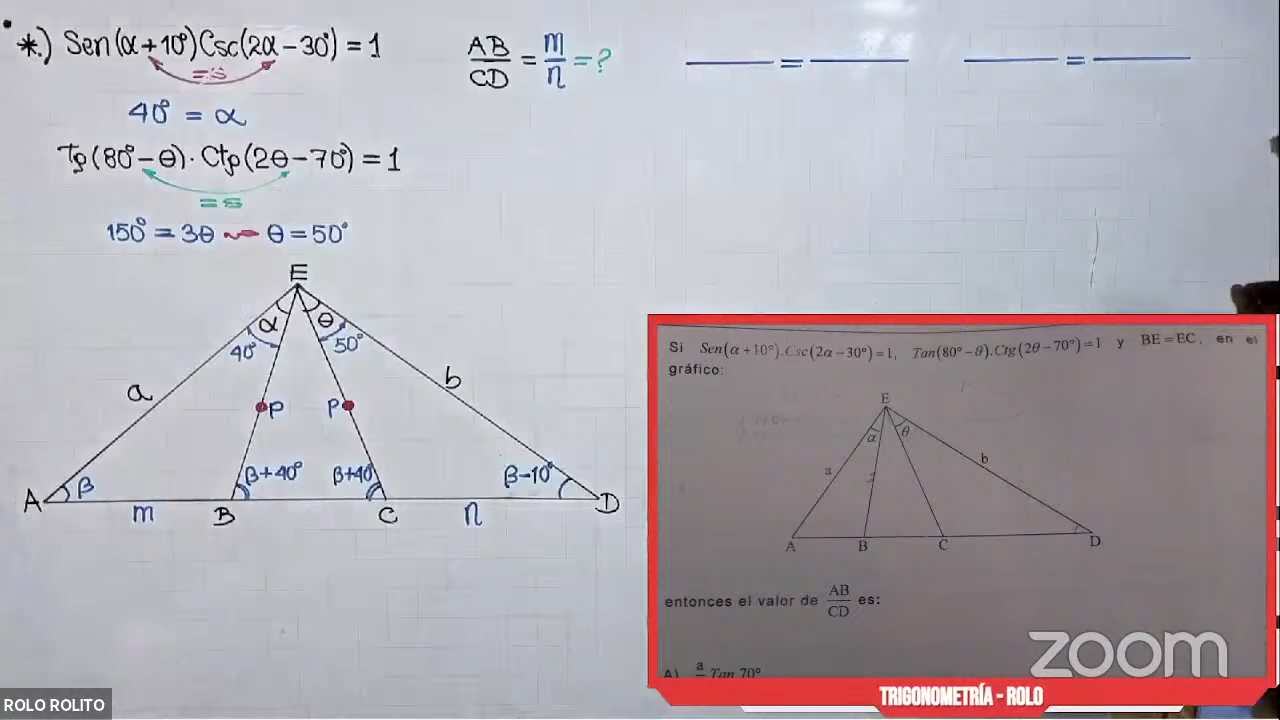 *.) Sen(α+10°)Csc(2α-30°) = 1
=s
40° = α
Tg(80°-θ)·Ctg(2θ-70°) = 1
=s
150° = 3θ ⟿ θ = 50°
AB/CD = m/n = ?
= =
E
α θ
40° 50°
a b
P P
A β β+40° β+40° β-10° D
m B C n
Si Sen(α+10°).Csc(2α-30°)=1, Tan(80°-θ).Ctg(2θ-70°)=1 y BE=EC, en el
gráfico:
E
α θ
a b
A B C D
entonces el valor de AB/CD es:
A) a/ Tan 70°
zoom
TRIGONOMETRÍA - ROLO
ROLO ROLITO